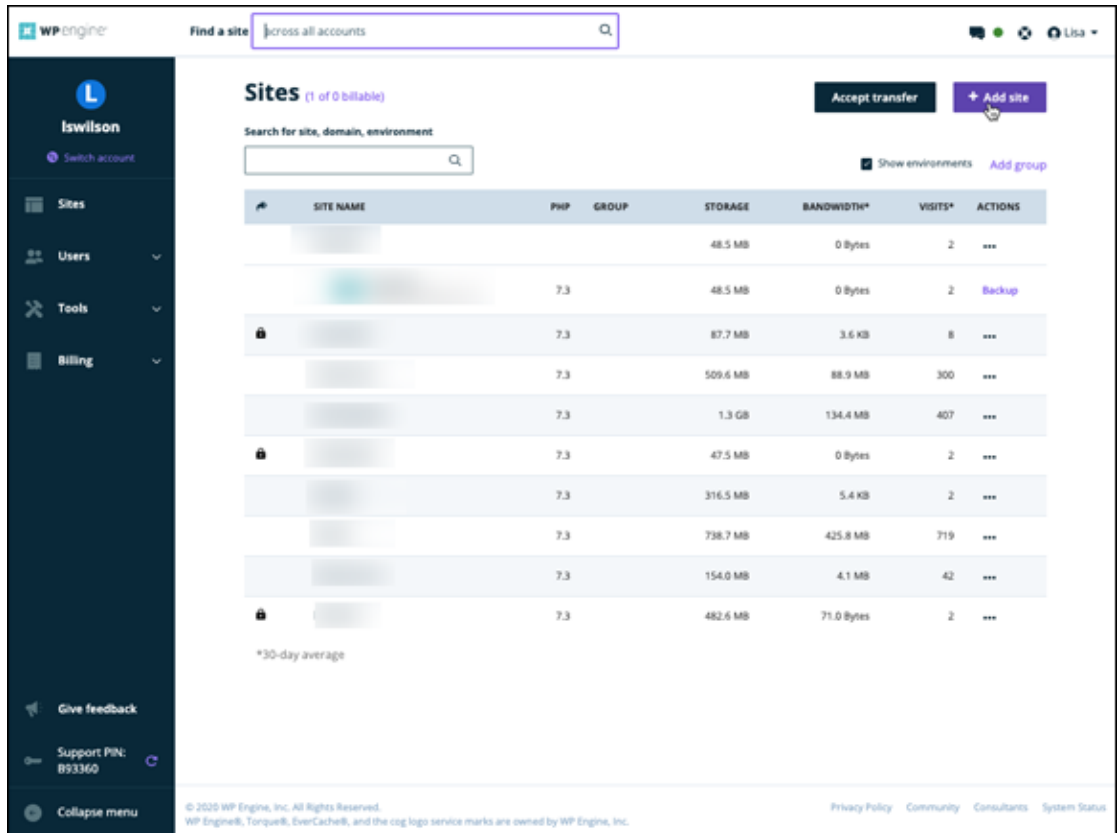 WP engine Find a site across all accounts Lisa
L
lswilson
Switch account
Sites
Users
Tools
Billing
Give feedback
Support PIN:
B93360
Collapse menu
Sites (1 of 0 billable)
Accept transfer
+ Add site
Search for site, domain, environment
Show environments Add group
SITE NAME PHP GROUP STORAGE BANDWIDTH* VISITS* ACTIONS
48.5 MB 0 Bytes 2 •••
7.3 48.5 MB 0 Bytes 2 Backup
7.3 87.7 MB 3.6 KB 8 •••
7.3 509.6 MB 88.9 MB 300 •••
7.3 1.3 GB 134.4 MB 407 •••
7.3 47.5 MB 0 Bytes 2 •••
7.3 316.5 MB 5.4 KB 2 •••
7.3 738.7 MB 425.8 MB 719 •••
7.3 154.0 MB 4.1 MB 42 •••
7.3 482.6 MB 71.0 Bytes 2 •••
*30-day average
© 2020 WP Engine, Inc. All Rights Reserved.
WP Engine®, Torque®, EverCache®, and the cog logo service marks are owned by WP Engine, Inc.
Privacy Policy Community Consultants System Status